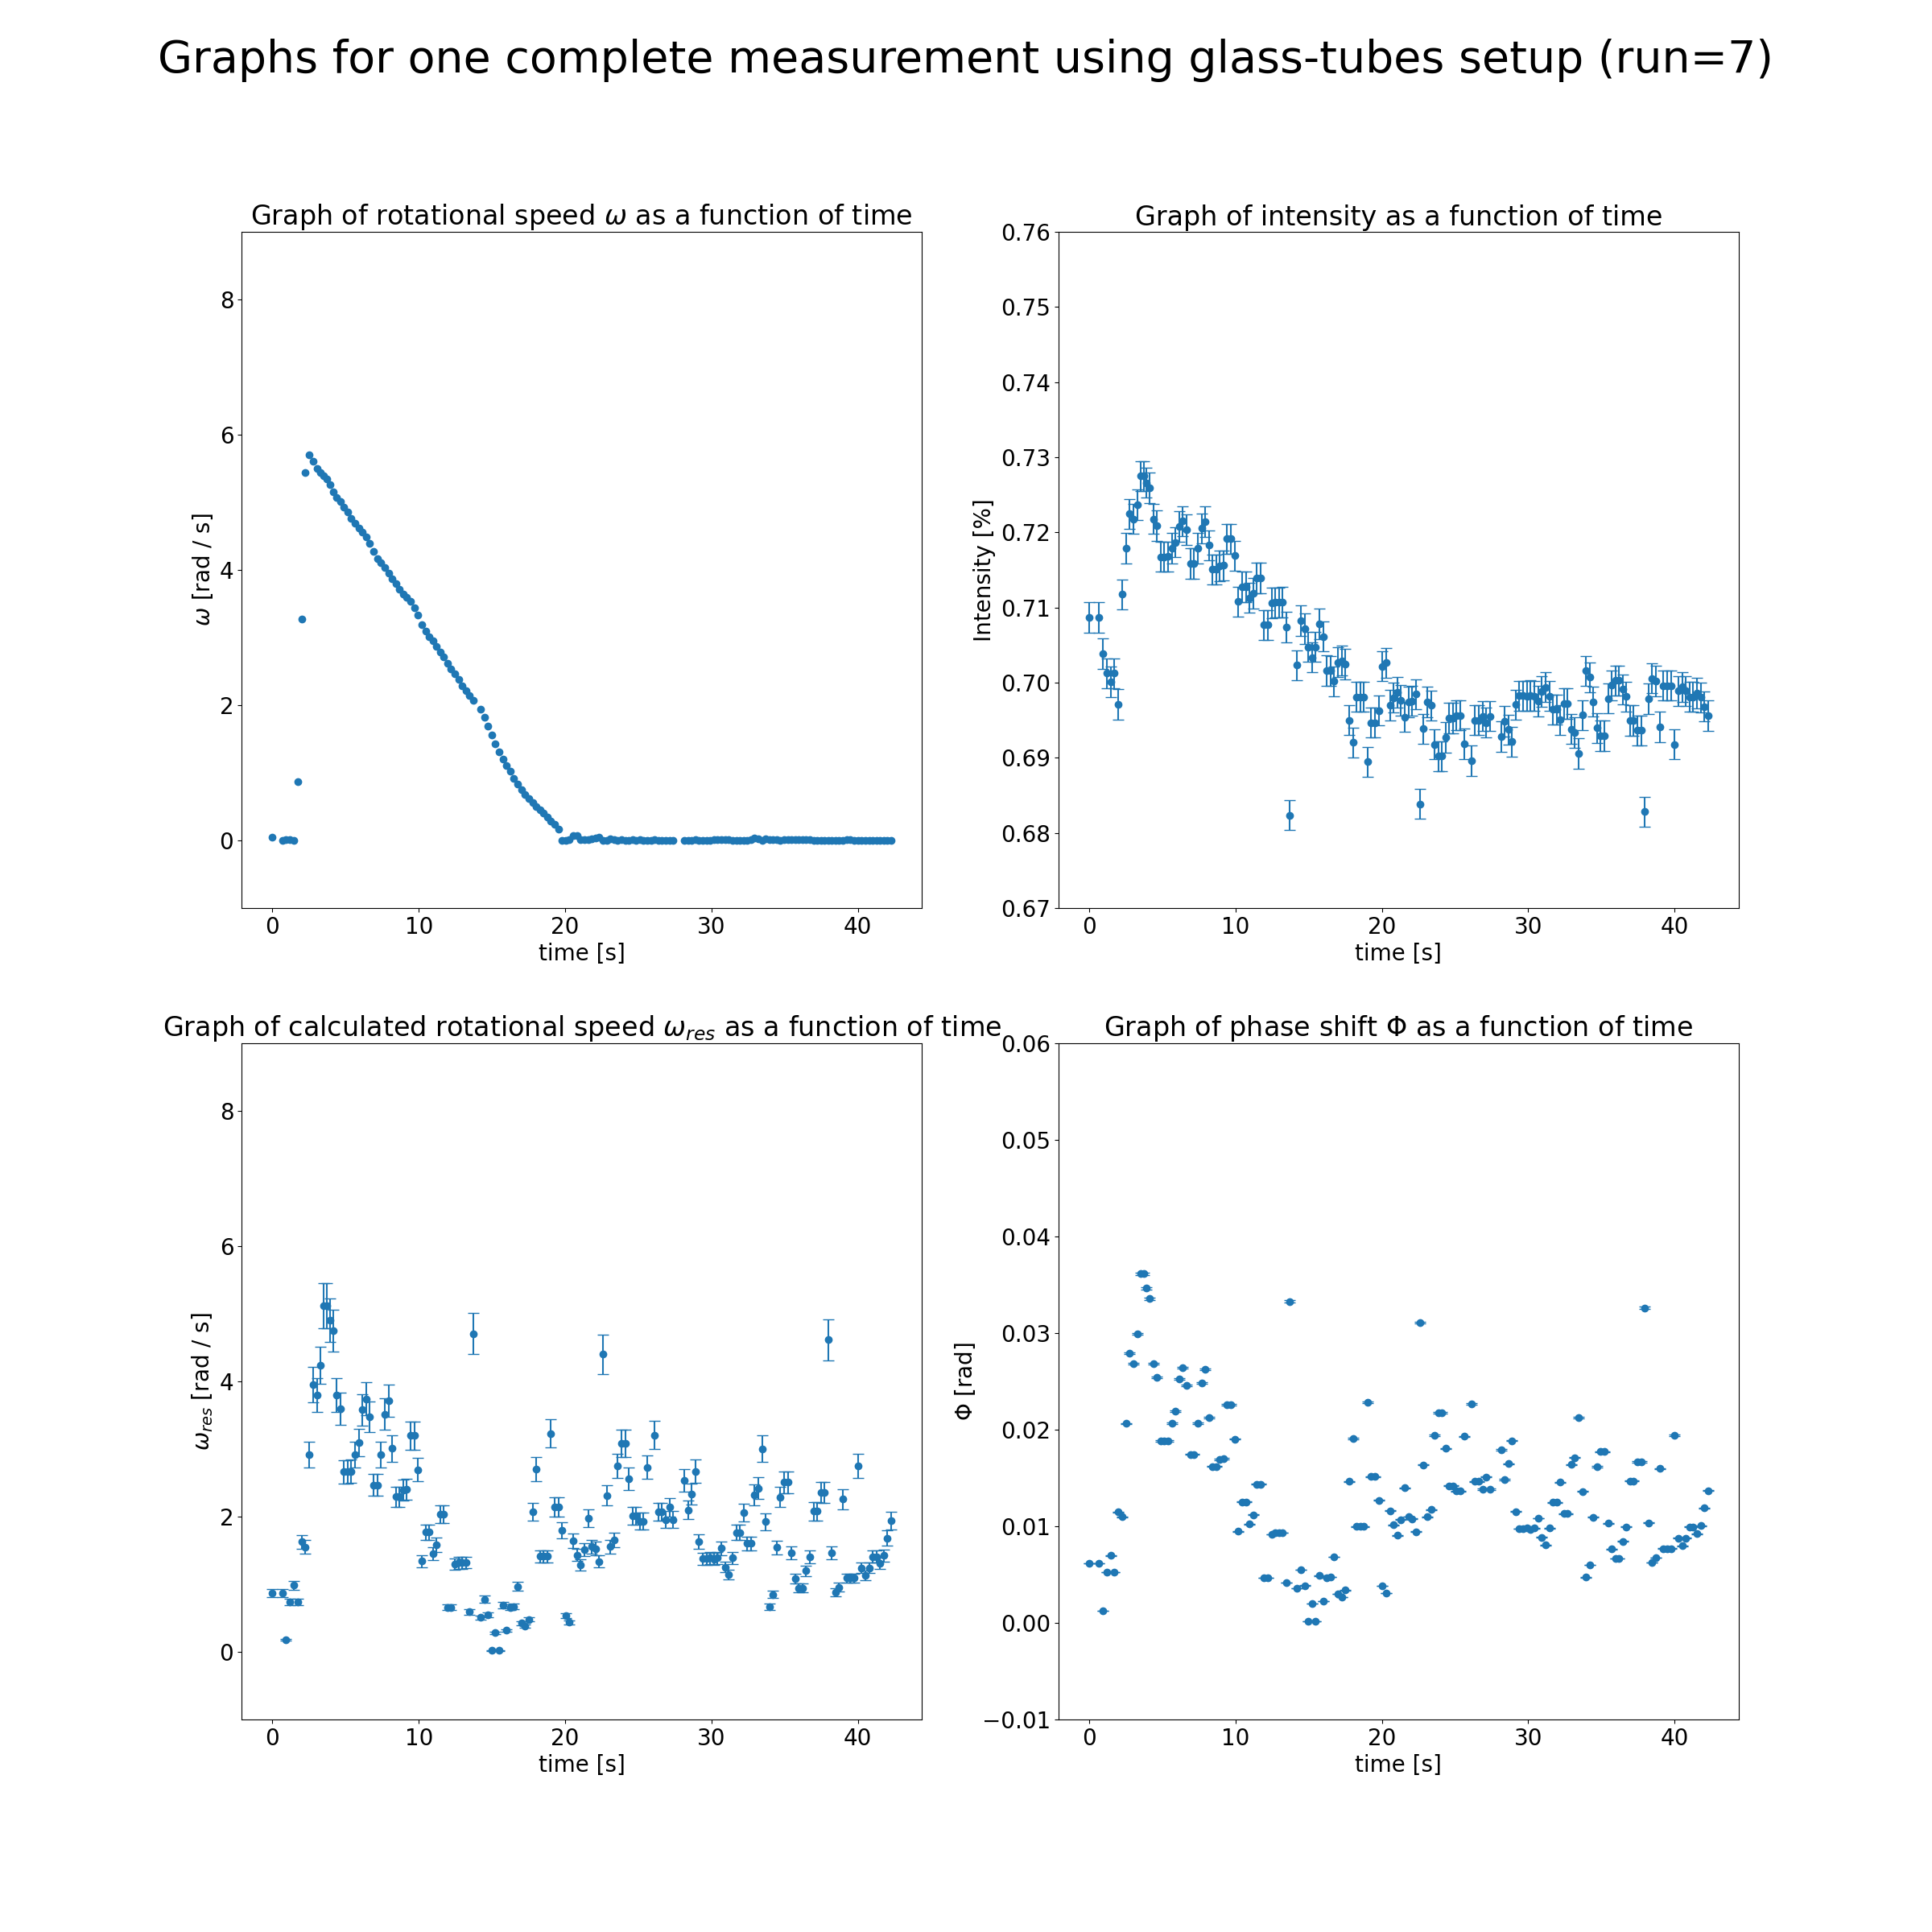 Graphs for one complete measurement using glass-tubes setup (run=7)
Graph of rotational speed ω as a function of time
8
6
4
2
0
ω [rad / s]
0 10 20 30 40
time [s]
Graph of intensity as a function of time
0.76
0.75
0.74
0.73
0.72
0.71
0.70
0.69
0.68
0.67
Intensity [%]
0 10 20 30 40
time [s]
Graph of calculated rotational speed ω_res as a function of time
8
6
4
2
0
ω_res [rad / s]
0 10 20 30 40
time [s]
Graph of phase shift Φ as a function of time
0.06
0.05
0.04
0.03
0.02
0.01
0.00
−0.01
Φ [rad]
0 10 20 30 40
time [s]